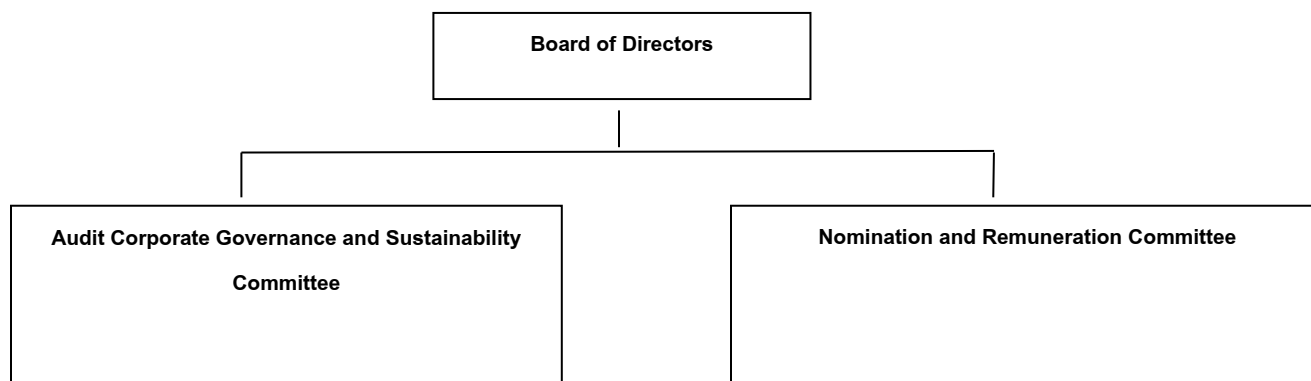 Board of Directors
Audit Corporate Governance and Sustainability
Committee
Nomination and Remuneration Committee